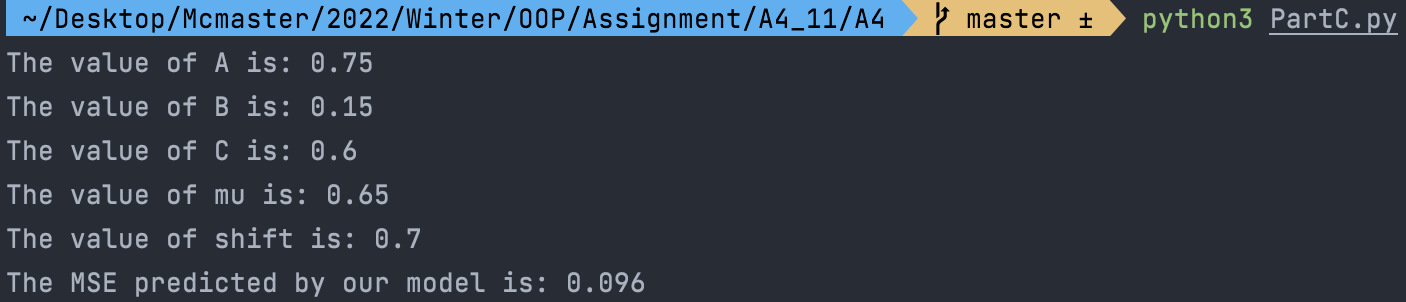 ~/Desktop/Mcmaster/2022/Winter/OOP/Assignment/A4_11/A4 master ± python3 PartC.py
The value of A is: 0.75
The value of B is: 0.15
The value of C is: 0.6
The value of mu is: 0.65
The value of shift is: 0.7
The MSE predicted by our model is: 0.096